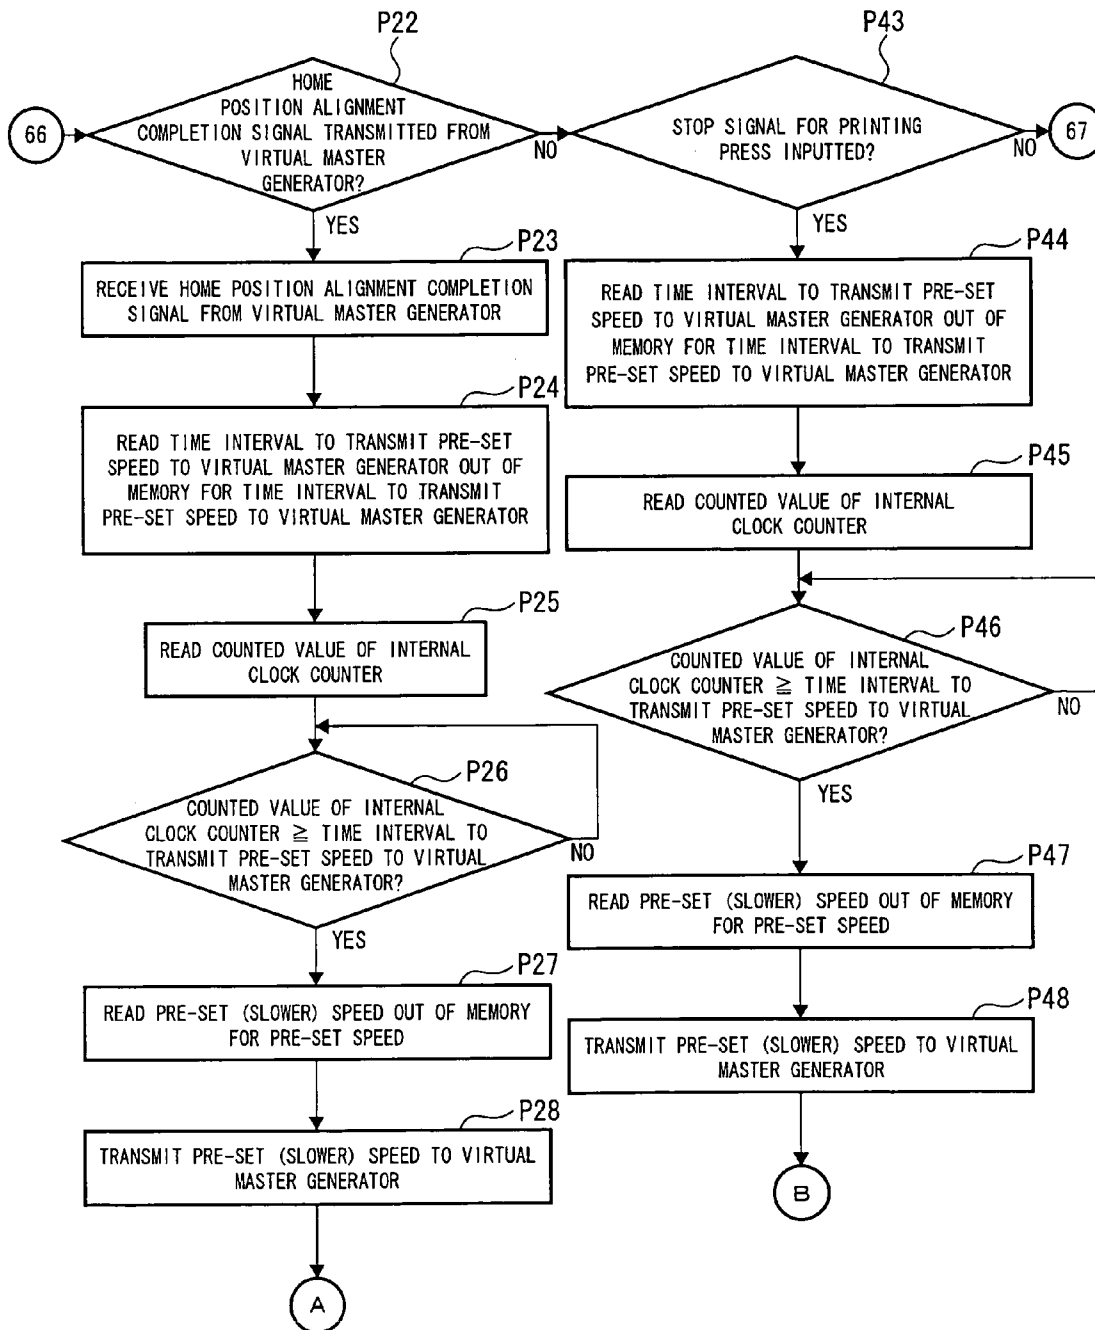 P22
P43
66
HOME
POSITION ALIGNMENT
COMPLETION SIGNAL TRANSMITTED FROM
VIRTUAL MASTER
GENERATOR?
NO
YES
STOP SIGNAL FOR PRINTING
PRESS INPUTTED?
NO
YES
67
P23
RECEIVE HOME POSITION ALIGNMENT COMPLETION
SIGNAL FROM VIRTUAL MASTER GENERATOR
P24
READ TIME INTERVAL TO TRANSMIT PRE-SET
SPEED TO VIRTUAL MASTER GENERATOR OUT OF
MEMORY FOR TIME INTERVAL TO TRANSMIT
PRE-SET SPEED TO VIRTUAL MASTER GENERATOR
P25
READ COUNTED VALUE OF INTERNAL
CLOCK COUNTER
P26
COUNTED VALUE OF INTERNAL
CLOCK COUNTER ≧ TIME INTERVAL TO
TRANSMIT PRE-SET SPEED TO VIRTUAL
MASTER GENERATOR?
NO
YES
P27
READ PRE-SET (SLOWER) SPEED OUT OF MEMORY
FOR PRE-SET SPEED
P28
TRANSMIT PRE-SET (SLOWER) SPEED TO VIRTUAL
MASTER GENERATOR
A
P44
READ TIME INTERVAL TO TRANSMIT PRE-SET
SPEED TO VIRTUAL MASTER GENERATOR OUT OF
MEMORY FOR TIME INTERVAL TO TRANSMIT
PRE-SET SPEED TO VIRTUAL MASTER GENERATOR
P45
READ COUNTED VALUE OF INTERNAL
CLOCK COUNTER
P46
COUNTED VALUE OF INTERNAL
CLOCK COUNTER ≧ TIME INTERVAL TO
TRANSMIT PRE-SET SPEED TO VIRTUAL
MASTER GENERATOR?
NO
YES
P47
READ PRE-SET (SLOWER) SPEED OUT OF MEMORY
FOR PRE-SET SPEED
P48
TRANSMIT PRE-SET (SLOWER) SPEED TO VIRTUAL
MASTER GENERATOR
B